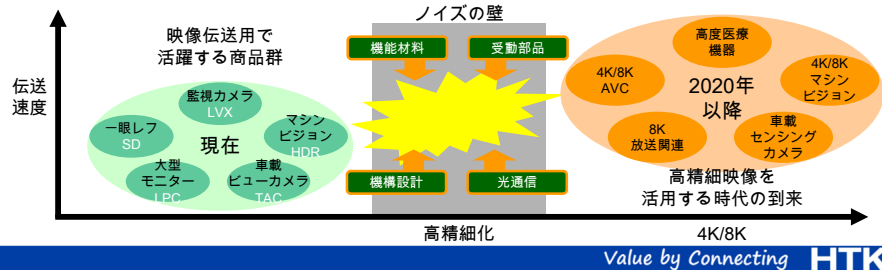 ノイズの壁
映像伝送用で
活躍する商品群
機能材料
受動部品
高度医療
機器
4K/8K
AVC
2020年
以降
4K/8K
マシン
ビジョン
8K
放送関連
車載
センシング
カメラ
伝送
速度
監視カメラ
LVX
一眼レフ
SD
現在
マシン
ビジョン
HDR
大型
モニター
LPC
車載
ビューカメラ
TAC
機構設計
光通信
高精細映像を
活用する時代の到来
高精細化
4K/8K
Value by Connecting
HTK